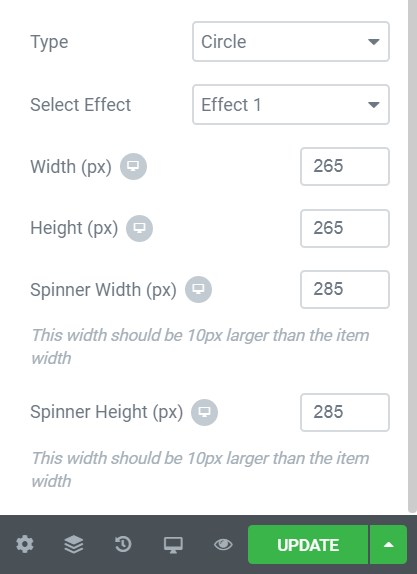 Type Circle
Select Effect Effect 1
Width (px) 265
Height (px) 265
Spinner Width (px) 285
This width should be 10px larger than the item
width
Spinner Height (px) 285
This width should be 10px larger than the item
width
UPDATE